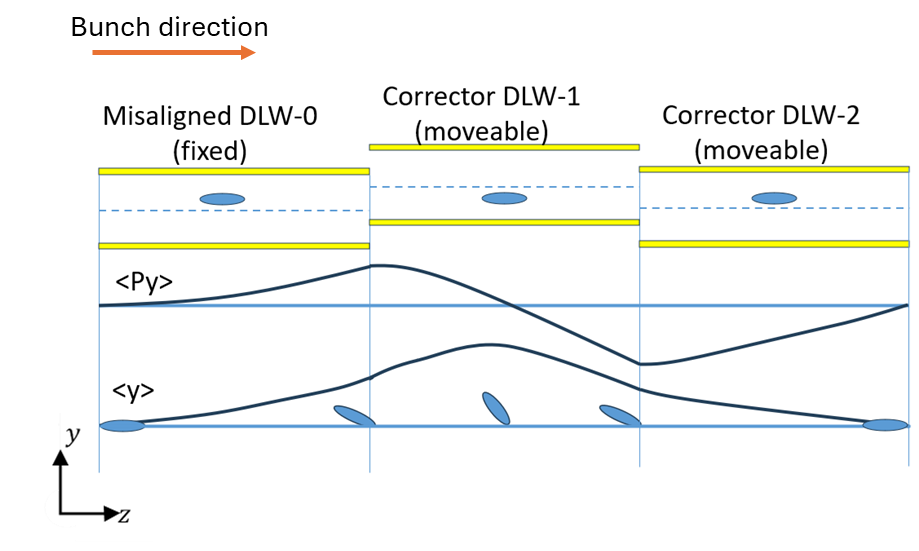 Bunch direction
Misaligned DLW-0
(fixed)
Corrector DLW-1
(moveable)
Corrector DLW-2
(moveable)
<Py>
<y>
y
z